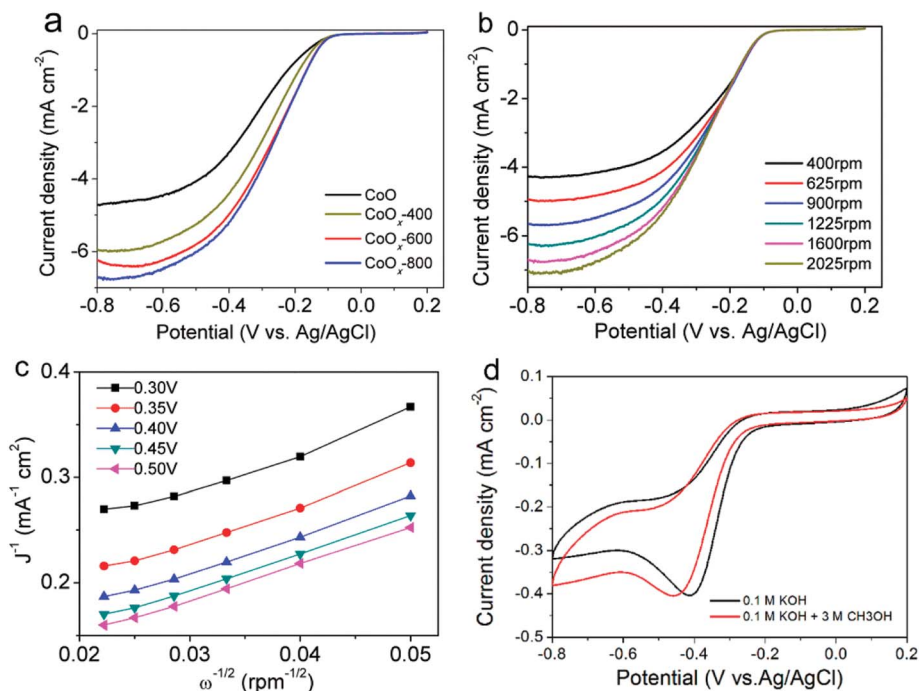 a
0
-2
-4
-6
Current density (mA cm⁻²)
CoO
CoOₓ-400
CoOₓ-600
CoOₓ-800
-0.8 -0.6 -0.4 -0.2 0.0 0.2
Potential (V vs. Ag/AgCl)
b
0
-2
-4
-6
Current density (mA cm⁻²)
400rpm
625rpm
900rpm
1225rpm
1600rpm
2025rpm
-0.8 -0.6 -0.4 -0.2 0.0 0.2
Potential (V vs. Ag/AgCl)
c
0.4
0.3
0.2
J⁻¹ (mA⁻¹ cm²)
0.30V
0.35V
0.40V
0.45V
0.50V
0.02 0.03 0.04 0.05
ω⁻¹/² (rpm⁻¹/²)
d
0.1
0.0
-0.1
-0.2
-0.3
-0.4
-0.5
Current density (mA cm⁻²)
0.1 M KOH
0.1 M KOH + 3 M CH3OH
-0.8 -0.6 -0.4 -0.2 0.0 0.2
Potential (V vs.Ag/AgCl)